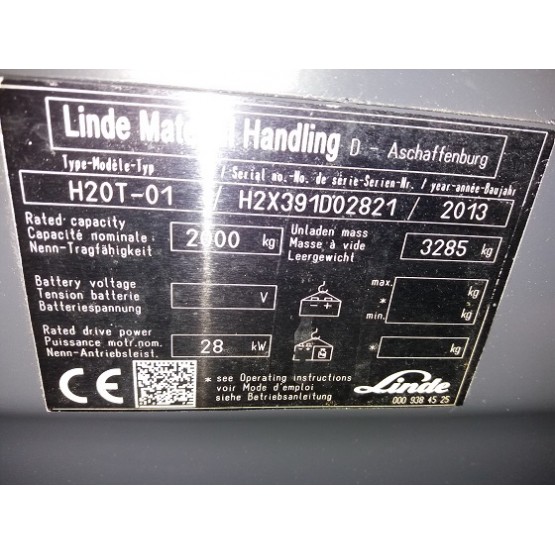 Linde Material Handling D - Aschaffenburg
Type-Modèle-Typ / Serial no.-No. de série-Serien-Nr. / year-année-Baujahr
H20T-01 / H2X391D02821 / 2013
Rated capacity
Capacité nominale
Nenn-Tragfähigkeit
2000 kg
Unladen mass
Masse à vide
Leergewicht
3285 kg
Battery voltage
Tension batterie
Batteriespannung
V
max.
*
min.
kg
kg
Rated drive power
Puissance motr.nom.
Nenn-Antriebsleist.
28 kW
* kg
CE
* see Operating instructions
voir Mode d'emploi
siehe Betriebsanleitung
Linde
000 938 45 25